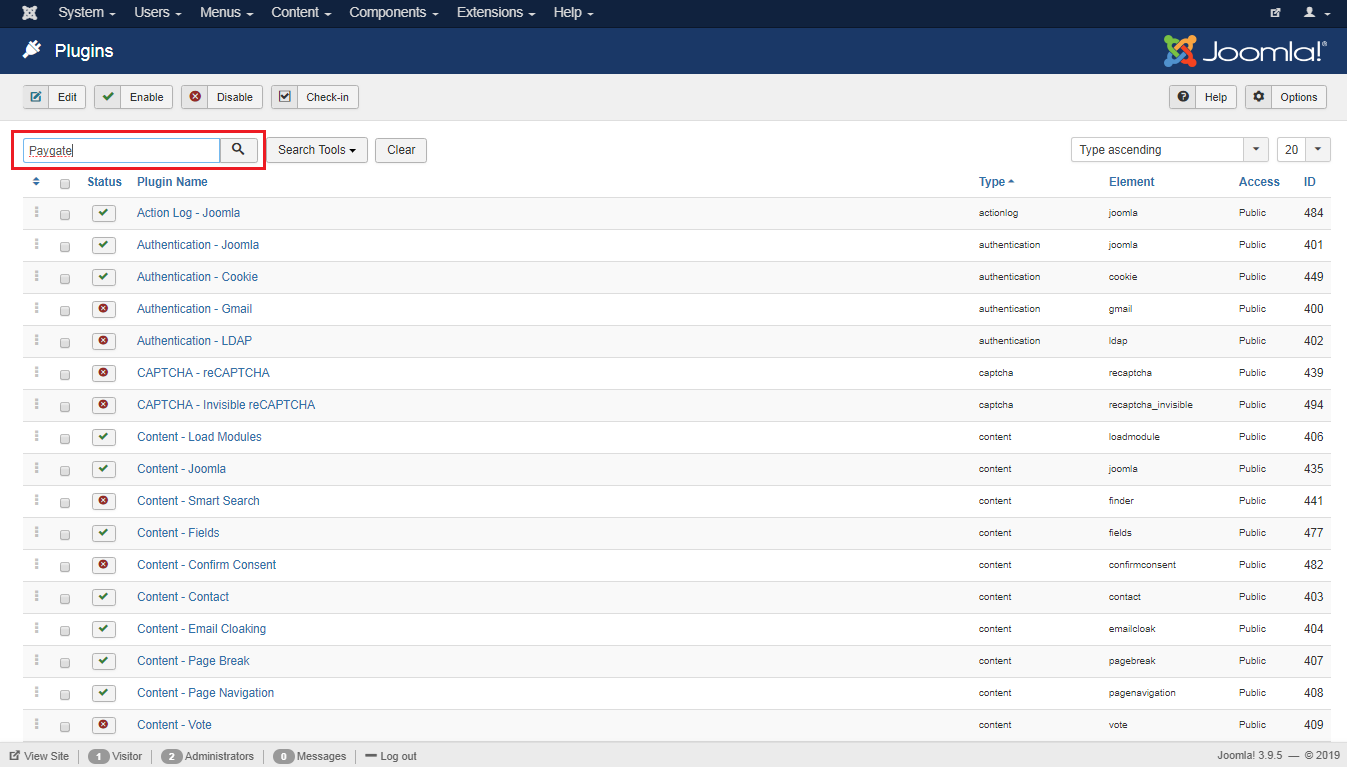 System Users Menus Content Components Extensions Help
Plugins Joomla!®
Edit Enable Disable Check-in Help Options
Paygate Search Tools Clear Type ascending 20
Status Plugin Name Type Element Access ID
Action Log - Joomla actionlog joomla Public 484
Authentication - Joomla authentication joomla Public 401
Authentication - Cookie authentication cookie Public 449
Authentication - Gmail authentication gmail Public 400
Authentication - LDAP authentication ldap Public 402
CAPTCHA - reCAPTCHA captcha recaptcha Public 439
CAPTCHA - Invisible reCAPTCHA captcha recaptcha_invisible Public 494
Content - Load Modules content loadmodule Public 406
Content - Joomla content joomla Public 435
Content - Smart Search content finder Public 441
Content - Fields content fields Public 477
Content - Confirm Consent content confirmconsent Public 482
Content - Contact content contact Public 403
Content - Email Cloaking content emailcloak Public 404
Content - Page Break content pagebreak Public 407
Content - Page Navigation content pagenavigation Public 408
Content - Vote content vote Public 409
View Site 1 Visitor 2 Administrators 0 Messages Log out Joomla! 3.9.5 — © 2019